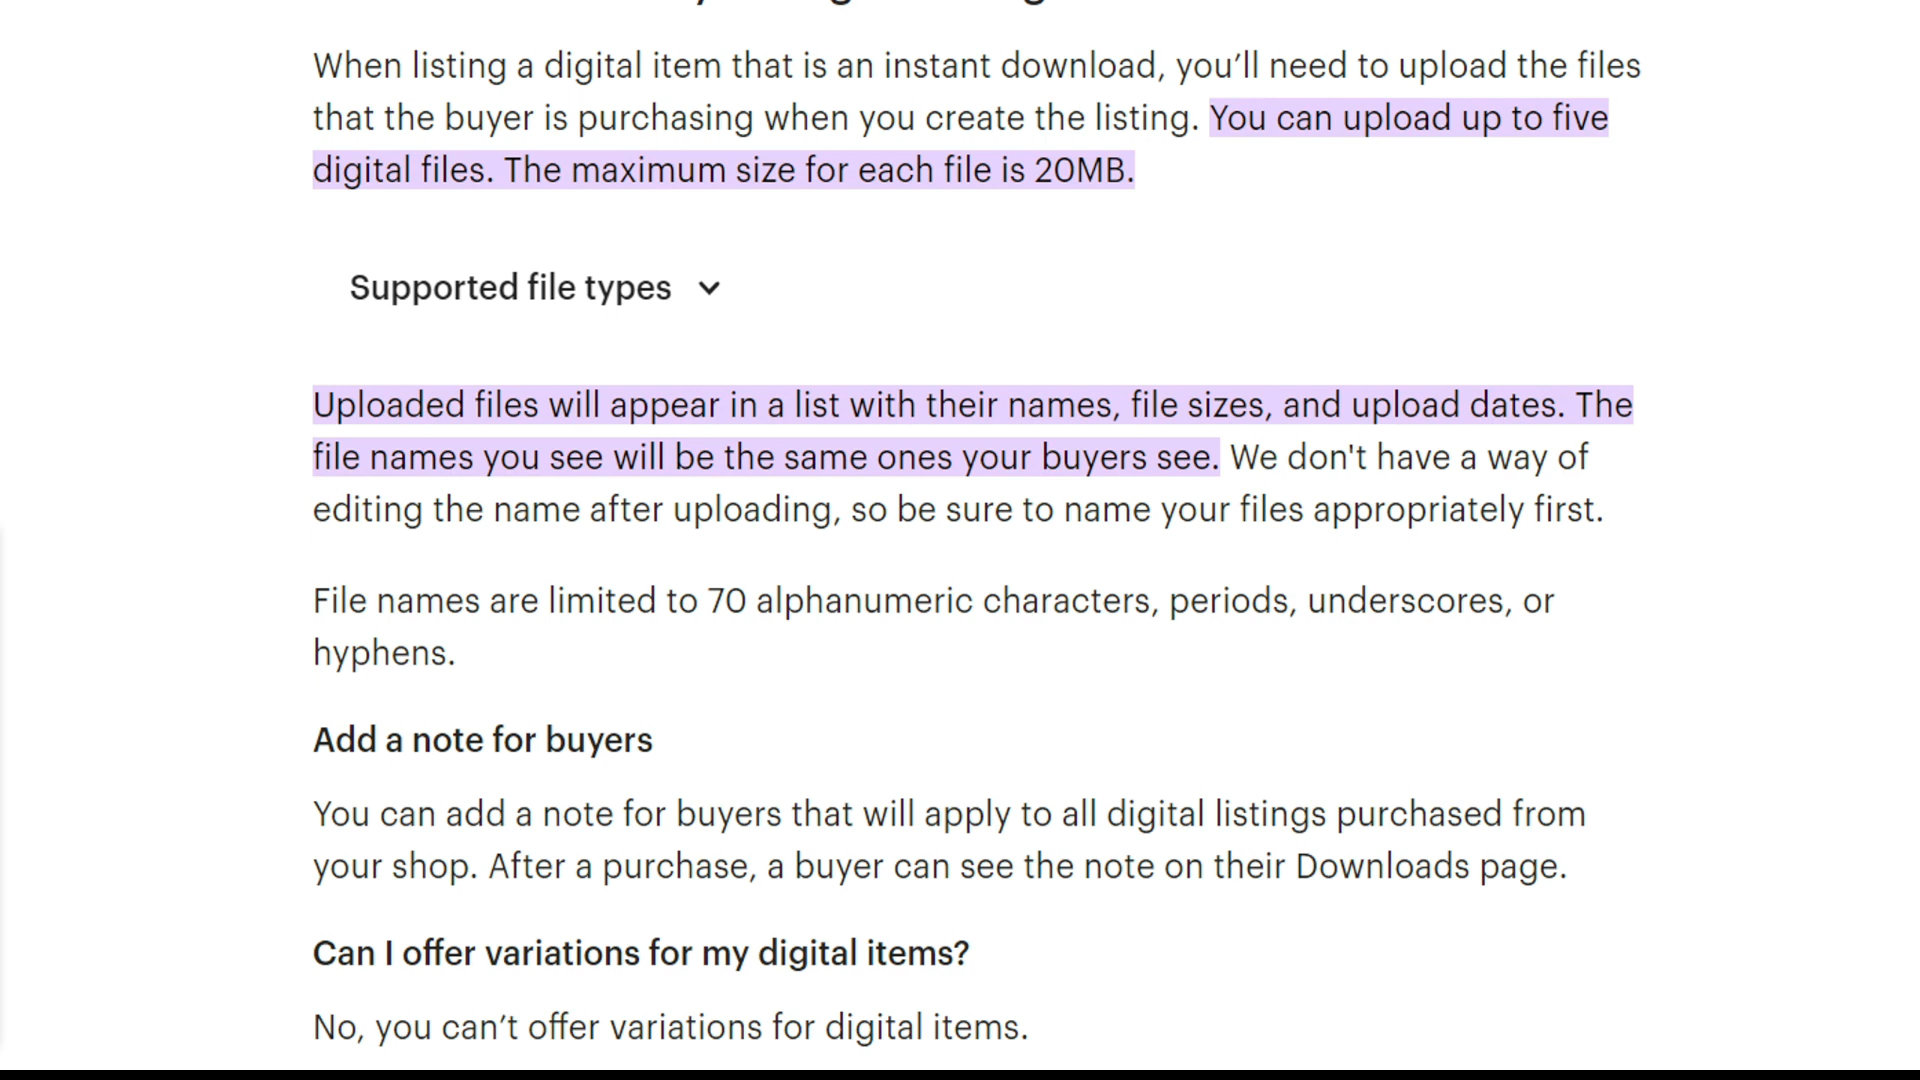 When listing a digital item that is an instant download, you’ll need to upload the files
that the buyer is purchasing when you create the listing. You can upload up to five
digital files. The maximum size for each file is 20MB.
Supported file types
Uploaded files will appear in a list with their names, file sizes, and upload dates. The
file names you see will be the same ones your buyers see. We don't have a way of
editing the name after uploading, so be sure to name your files appropriately first.
File names are limited to 70 alphanumeric characters, periods, underscores, or
hyphens.
Add a note for buyers
You can add a note for buyers that will apply to all digital listings purchased from
your shop. After a purchase, a buyer can see the note on their Downloads page.
Can I offer variations for my digital items?
No, you can’t offer variations for digital items.